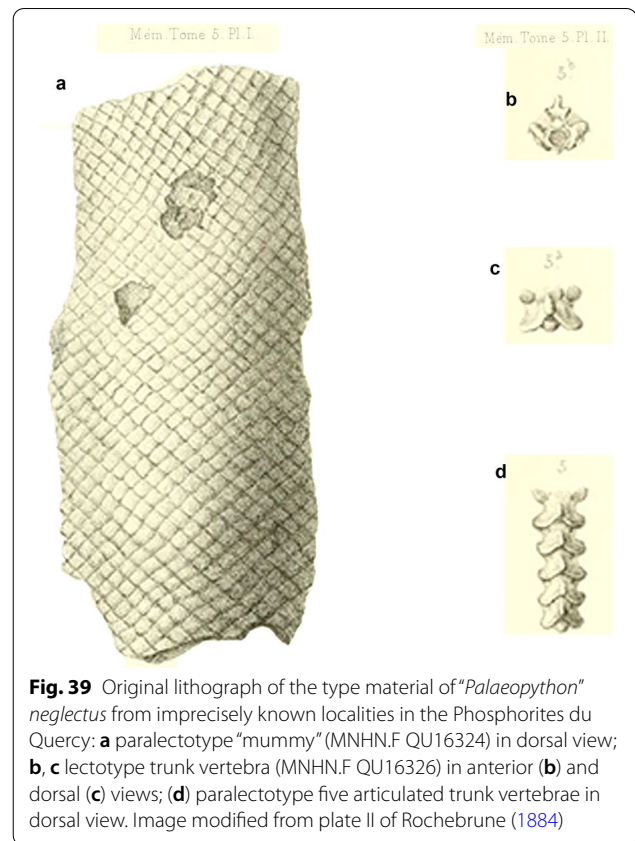 Mém. Tome 5. Pl. I.
Mém. Tome 5. Pl. II.
a
3b
b
3a
c
3
d
Fig. 39 Original lithograph of the type material of "Palaeopython"
neglectus from imprecisely known localities in the Phosphorites du
Quercy: a paralectotype "mummy" (MNHN.F QU16324) in dorsal view;
b, c lectotype trunk vertebra (MNHN.F QU16326) in anterior (b) and
dorsal (c) views; (d) paralectotype five articulated trunk vertebrae in
dorsal view. Image modified from plate II of Rochebrune (1884)